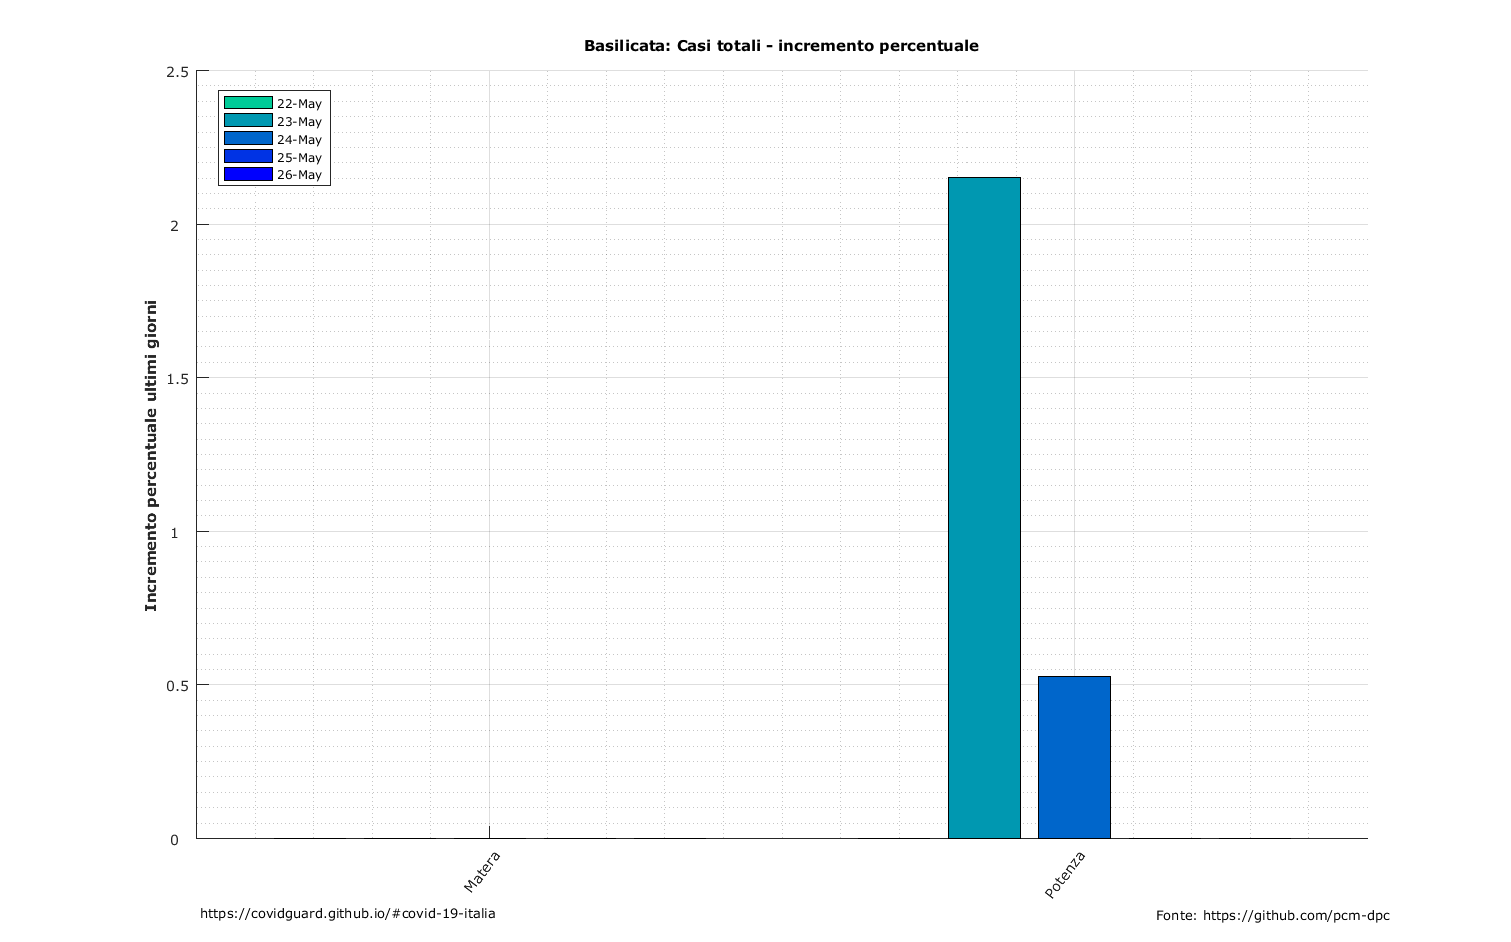 Basilicata: Casi totali - incremento percentuale
2.5
22-May
23-May
24-May
25-May
26-May
2
1.5
1
0.5
0
Incremento percentuale ultimi giorni
Matera
Potenza
https://covidguard.github.io/#covid-19-italia
Fonte: https://github.com/pcm-dpc